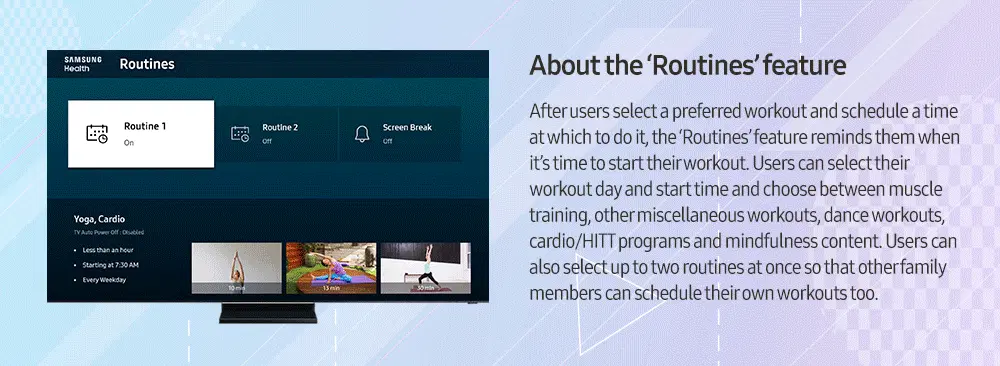 SAMSUNG
Health
Routines
Routine 1
On
Routine 2
Off
Screen Break
Off
Yoga, Cardio
TV Auto Power Off : Disabled
• Less than an hour
• Starting at 7:30 AM
• Every Weekday
10 min
13 min
30 min
About the ‘Routines’ feature
After users select a preferred workout and schedule a time
at which to do it, the ‘Routines’ feature reminds them when
it’s time to start their workout. Users can select their
workout day and start time and choose between muscle
training, other miscellaneous workouts, dance workouts,
cardio/HITT programs and mindfulness content. Users can
also select up to two routines at once so that other family
members can schedule their own workouts too.